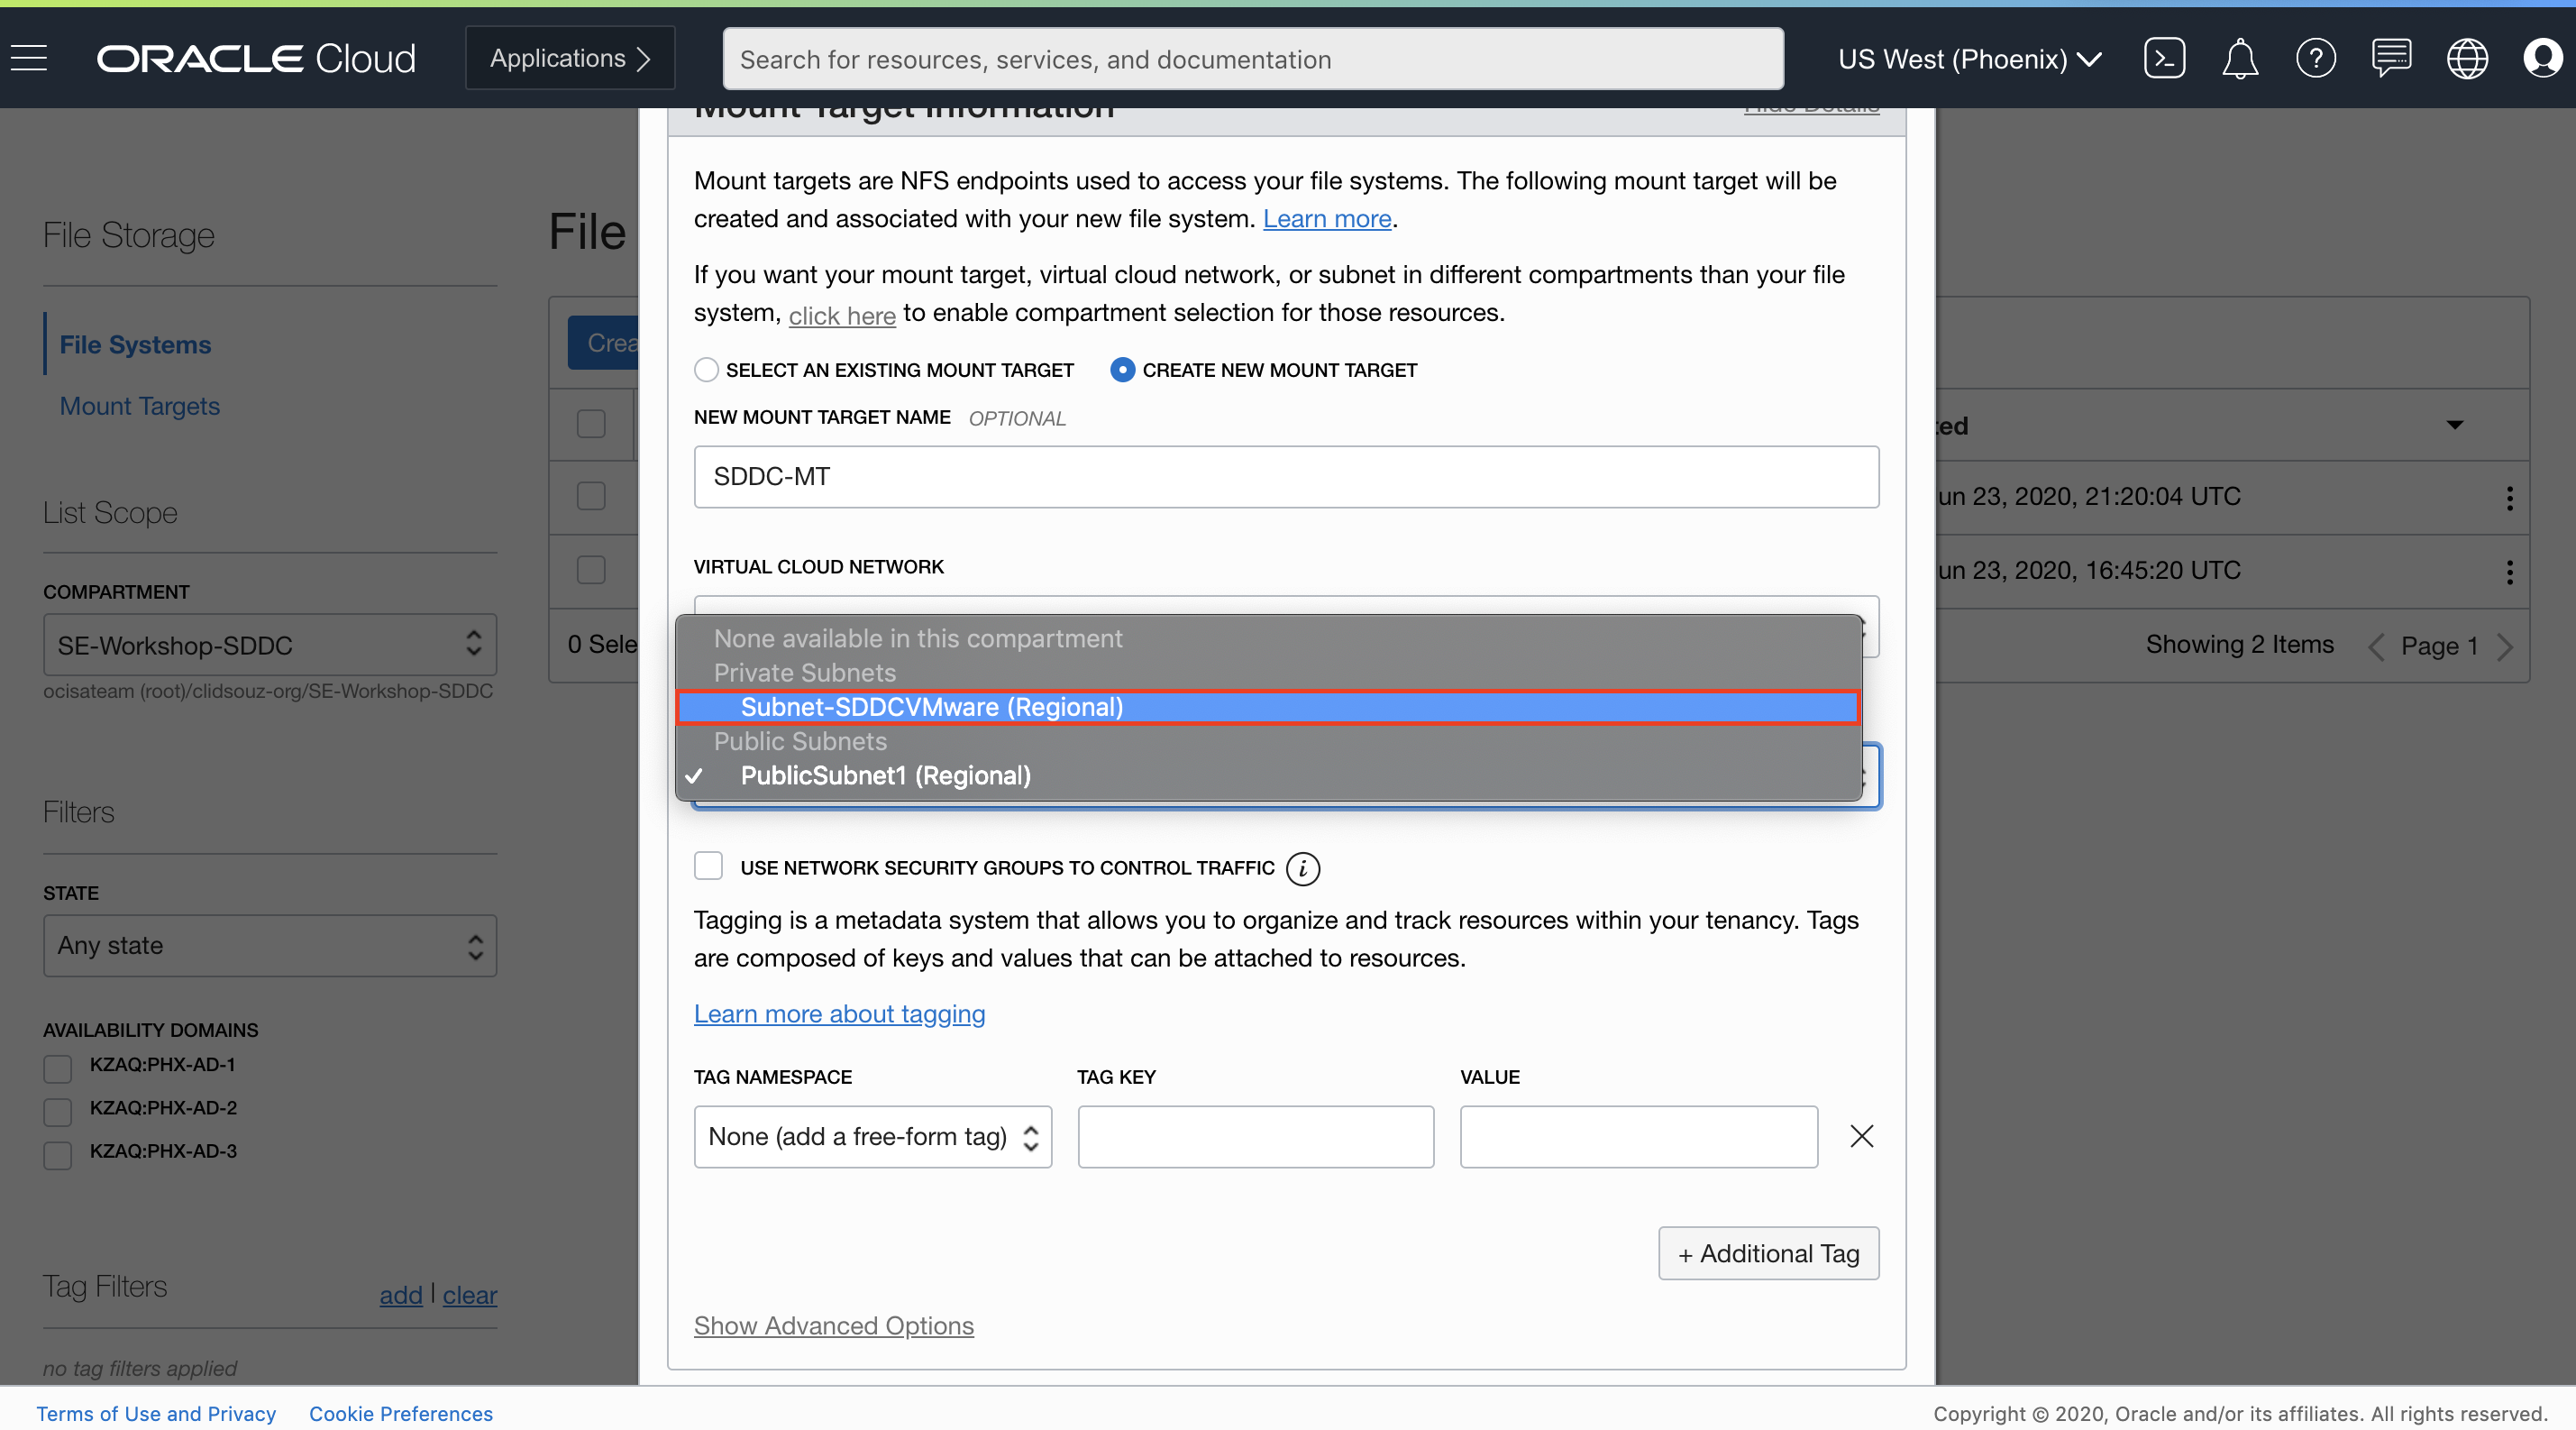 ORACLE Cloud
Applications
Search for resources, services, and documentation
US West (Phoenix)
Mount Target Information
Hide Details
File Storage
File Systems
Mount Targets
List Scope
COMPARTMENT
SE-Workshop-SDDC
ocisateam (root)/clidsouz-org/SE-Workshop-SDDC
Filters
STATE
Any state
AVAILABILITY DOMAINS
KZAQ:PHX-AD-1
KZAQ:PHX-AD-2
KZAQ:PHX-AD-3
Tag Filters
add | clear
no tag filters applied
File
Crea
0 Sele
Mount targets are NFS endpoints used to access your file systems. The following mount target will be
created and associated with your new file system. Learn more.
If you want your mount target, virtual cloud network, or subnet in different compartments than your file
system, click here to enable compartment selection for those resources.
SELECT AN EXISTING MOUNT TARGET
CREATE NEW MOUNT TARGET
NEW MOUNT TARGET NAME OPTIONAL
SDDC-MT
VIRTUAL CLOUD NETWORK
None available in this compartment
Private Subnets
Subnet-SDDCVMware (Regional)
Public Subnets
✓ PublicSubnet1 (Regional)
USE NETWORK SECURITY GROUPS TO CONTROL TRAFFIC i
Tagging is a metadata system that allows you to organize and track resources within your tenancy. Tags
are composed of keys and values that can be attached to resources.
Learn more about tagging
TAG NAMESPACE
TAG KEY
VALUE
None (add a free-form tag)
+ Additional Tag
Show Advanced Options
ted
un 23, 2020, 21:20:04 UTC
un 23, 2020, 16:45:20 UTC
Showing 2 Items
Page 1
Terms of Use and Privacy
Cookie Preferences
Copyright © 2020, Oracle and/or its affiliates. All rights reserved.